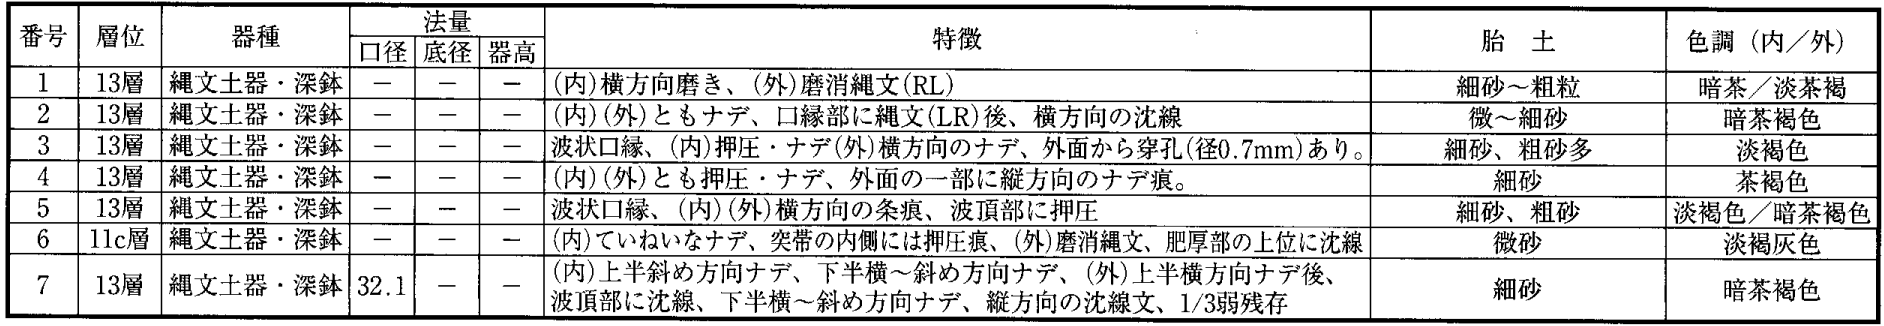 番号 層位 器種 法量 特徴 胎 土 色調（内／外）
口径 底径 器高
1 13層 縄文土器・深鉢 － － － (内)横方向磨き、(外)磨消縄文(RL) 細砂～粗粒 暗茶／淡茶褐
2 13層 縄文土器・深鉢 － － － (内)(外)ともナデ、口縁部に縄文(LR)後、横方向の沈線 微～細砂 暗茶褐色
3 13層 縄文土器・深鉢 － － － 波状口縁、(内)押圧・ナデ(外)横方向のナデ、外面から穿孔(径0.7mm)あり。 細砂、粗砂多 淡褐色
4 13層 縄文土器・深鉢 － － － (内)(外)とも押圧・ナデ、外面の一部に縦方向のナデ痕。 細砂 茶褐色
5 13層 縄文土器・深鉢 － － － 波状口縁、(内)(外)横方向の条痕、波頂部に押圧 細砂、粗砂 淡褐色／暗茶褐色
6 11c層 縄文土器・深鉢 － － － (内)ていねいなナデ、突帯の内側には押圧痕、(外)磨消縄文、肥厚部の上位に沈線 微砂 淡褐灰色
7 13層 縄文土器・深鉢 32.1 － － (内)上半斜め方向ナデ、下半横～斜め方向ナデ、(外)上半横方向ナデ後、 細砂 暗茶褐色
波頂部に沈線、下半横～斜め方向ナデ、縦方向の沈線文、1/3弱残存